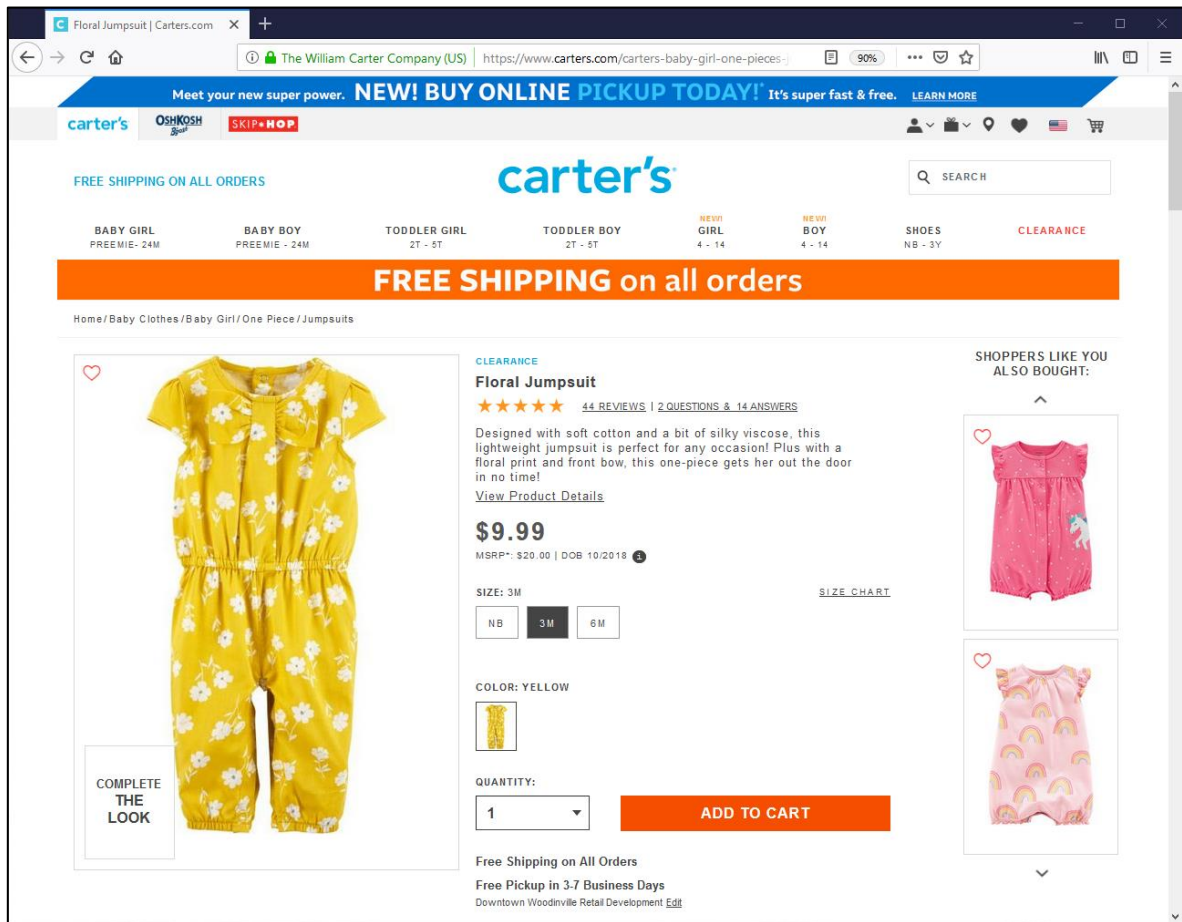 Floral Jumpsuit | Carters.com
The William Carter Company (US) https://www.carters.com/carters-baby-girl-one-pieces-
90%
Meet your new super power. NEW! BUY ONLINE PICKUP TODAY!* It's super fast & free. LEARN MORE
carter's OSHKOSH B'gosh SKIP*HOP
FREE SHIPPING ON ALL ORDERS
carter's
SEARCH
NEW! NEW!
BABY GIRL BABY BOY TODDLER GIRL TODDLER BOY GIRL BOY SHOES CLEARANCE
PREEMIE- 24M PREEMIE - 24M 2T - 5T 2T - 5T 4 - 14 4 - 14 NB - 3Y
FREE SHIPPING on all orders
Home/Baby Clothes/Baby Girl/One Piece/Jumpsuits
CLEARANCE
Floral Jumpsuit
44 REVIEWS | 2 QUESTIONS & 14 ANSWERS
Designed with soft cotton and a bit of silky viscose, this
lightweight jumpsuit is perfect for any occasion! Plus with a
floral print and front bow, this one-piece gets her out the door
in no time!
View Product Details
$9.99
MSRP*: $20.00 | DOB 10/2018
SIZE: 3M SIZE CHART
NB 3M 6M
COLOR: YELLOW
QUANTITY:
1 ADD TO CART
Free Shipping on All Orders
Free Pickup in 3-7 Business Days
Downtown Woodinville Retail Development Edit
COMPLETE
THE
LOOK
SHOPPERS LIKE YOU
ALSO BOUGHT: